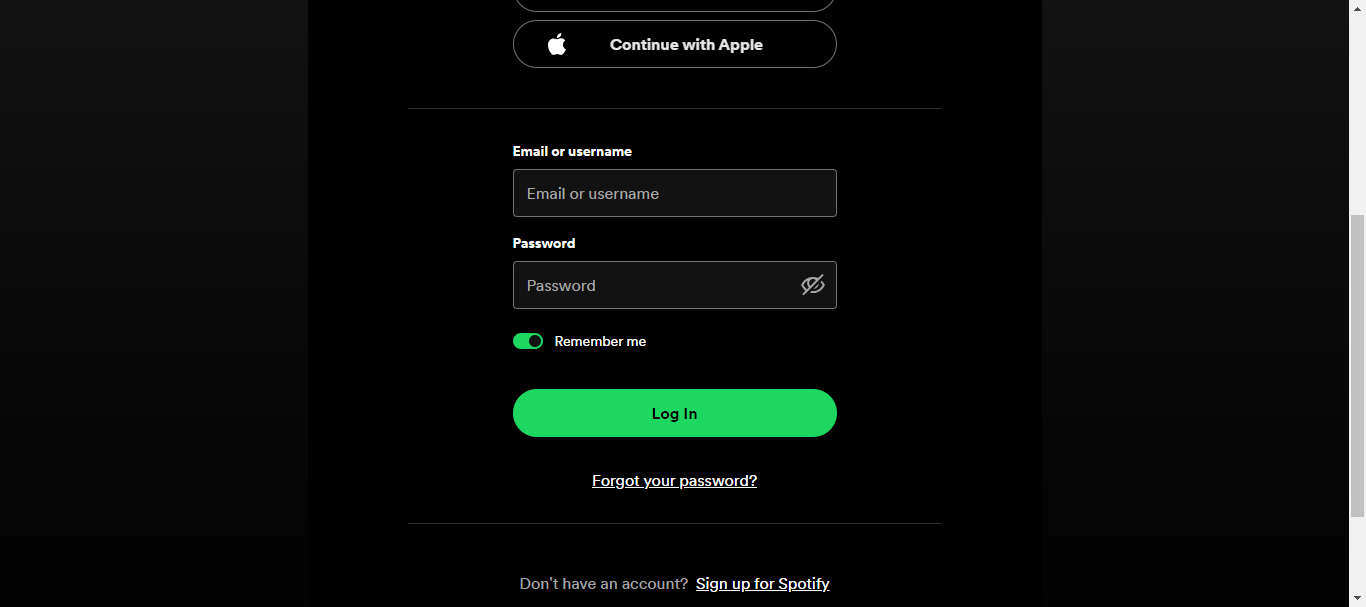 Continue with Apple
Email or username
Email or username
Password
Password
Remember me
Log In
Forgot your password?
Don't have an account? Sign up for Spotify